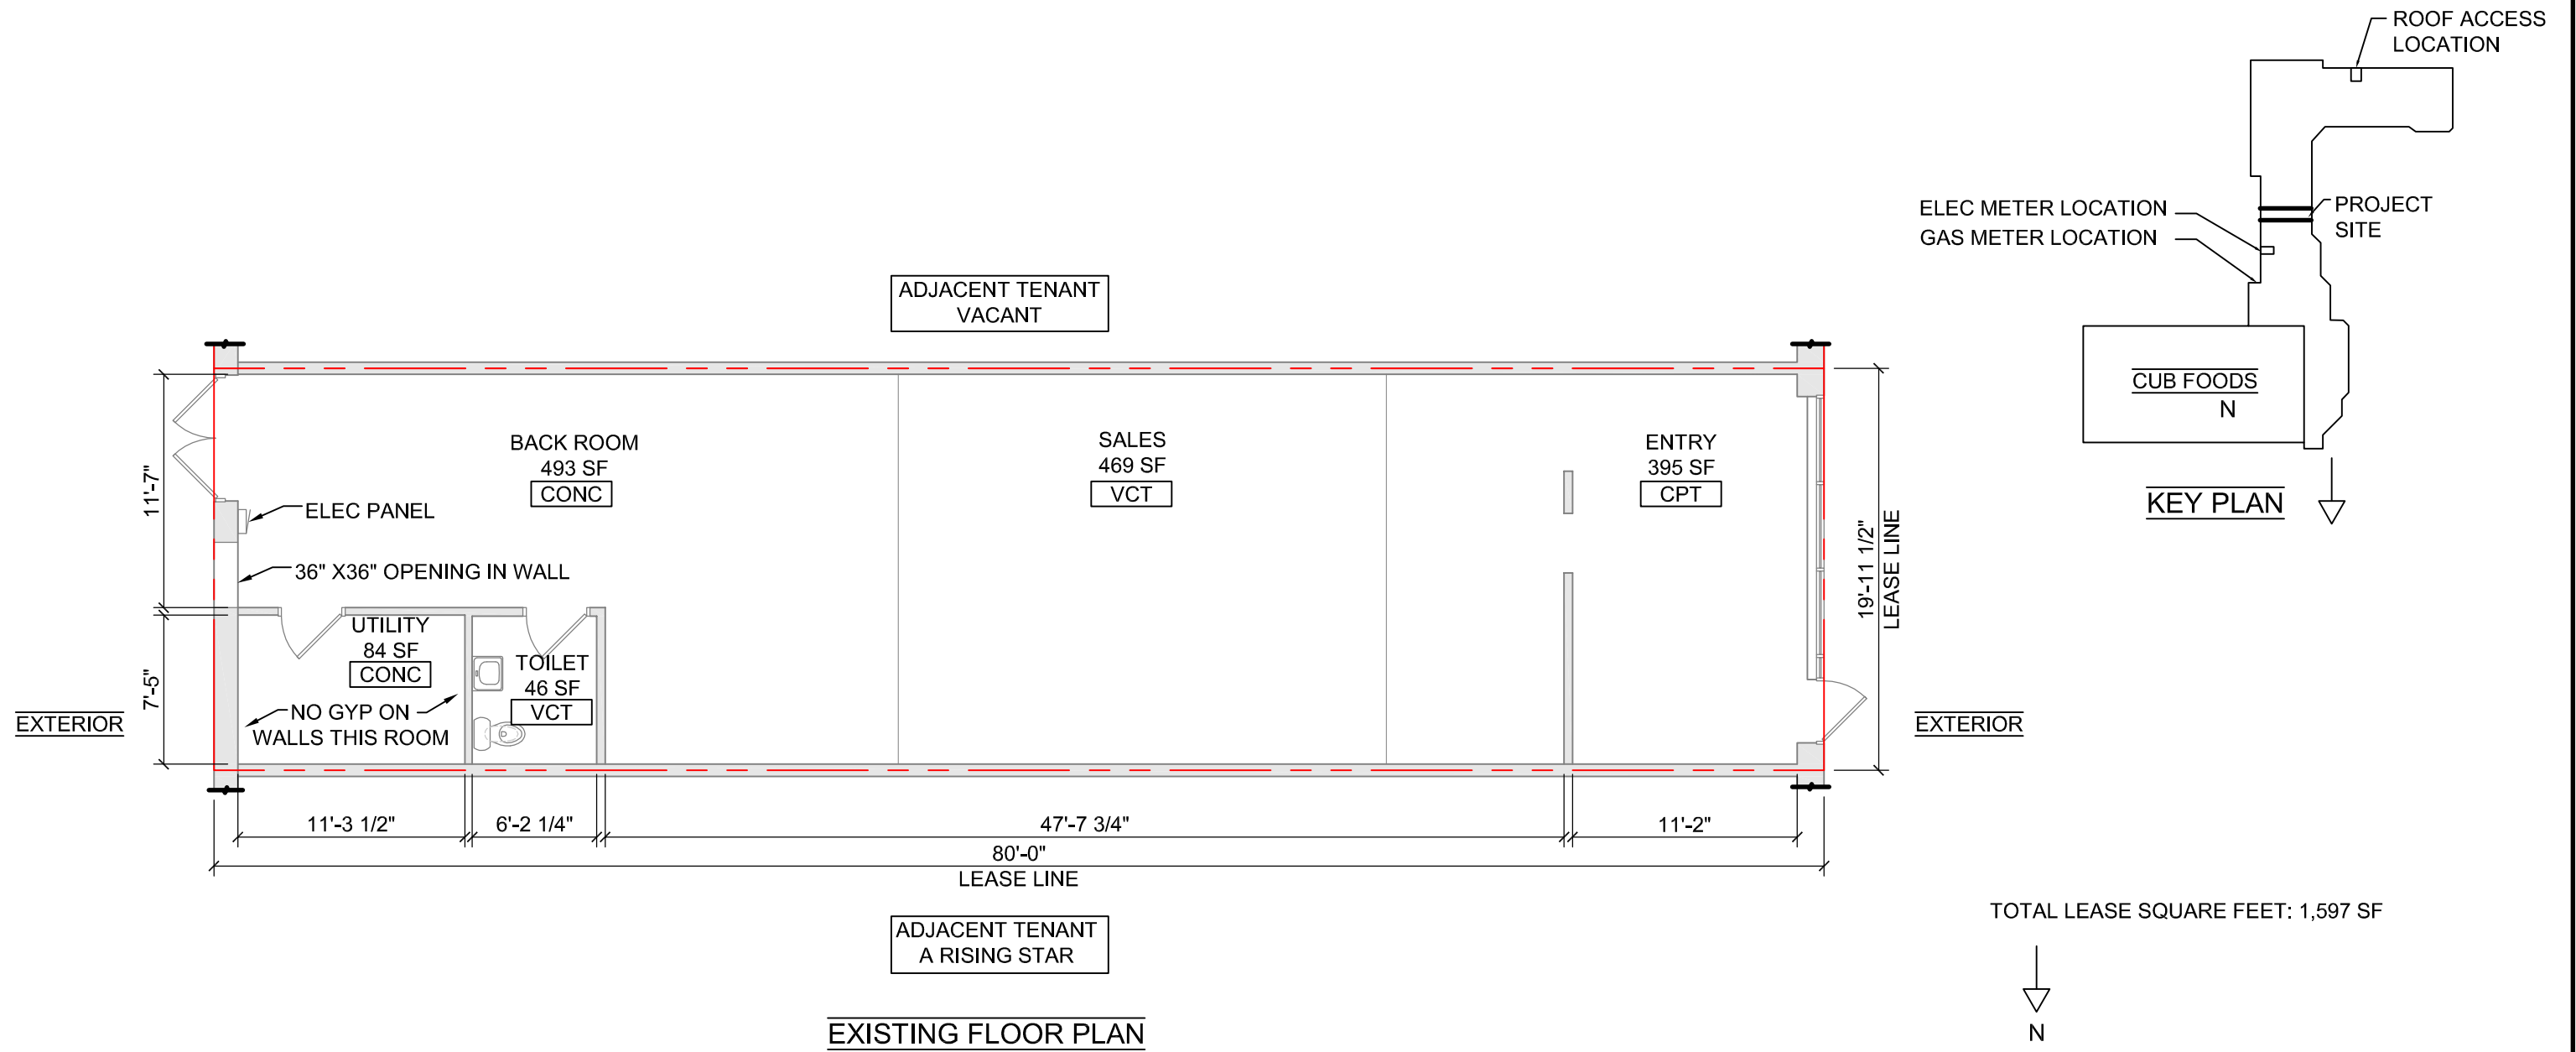 ROOF ACCESS
LOCATION
ELEC METER LOCATION
GAS METER LOCATION
PROJECT
SITE
CUB FOODS
N
KEY PLAN
ADJACENT TENANT
VACANT
BACK ROOM
493 SF
CONC
SALES
469 SF
VCT
ENTRY
395 SF
CPT
11'-7"
ELEC PANEL
36" X36" OPENING IN WALL
19'-11 1/2"
LEASE LINE
UTILITY
84 SF
CONC
TOILET
46 SF
VCT
7'-5"
NO GYP ON
WALLS THIS ROOM
EXTERIOR
EXTERIOR
11'-3 1/2"
6'-2 1/4"
47'-7 3/4"
11'-2"
80'-0"
LEASE LINE
ADJACENT TENANT
A RISING STAR
TOTAL LEASE SQUARE FEET: 1,597 SF
N
EXISTING FLOOR PLAN